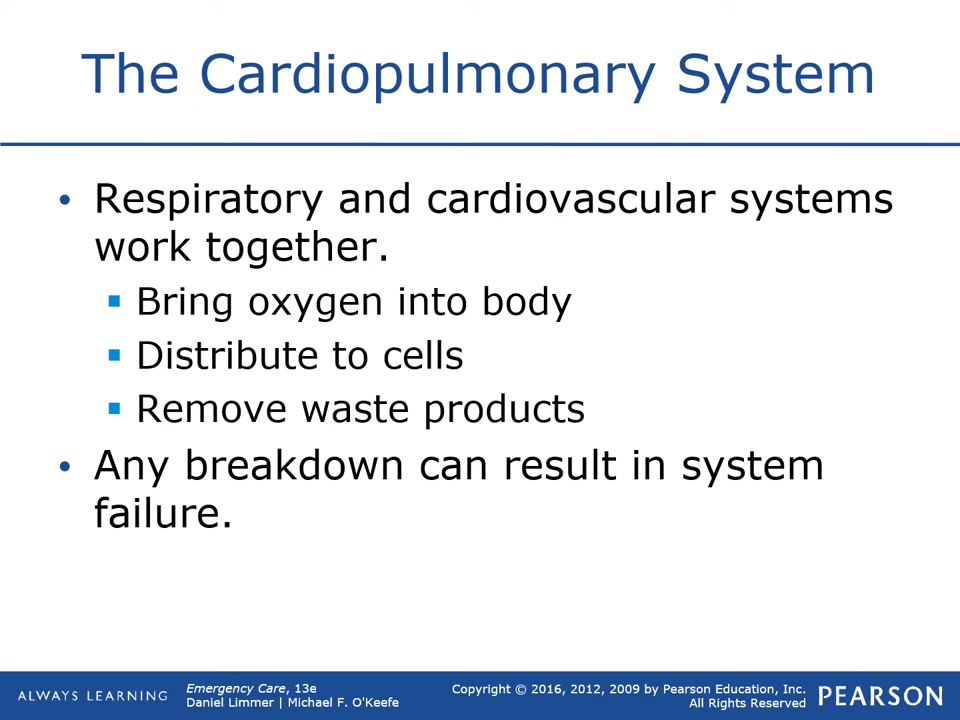 The Cardiopulmonary System
• Respiratory and cardiovascular systems
work together.
▪ Bring oxygen into body
▪ Distribute to cells
▪ Remove waste products
• Any breakdown can result in system
failure.
ALWAYS LEARNING
Emergency Care, 13e
Daniel Limmer | Michael F. O'Keefe
Copyright © 2016, 2012, 2009 by Pearson Education, Inc.
All Rights Reserved
PEARSON